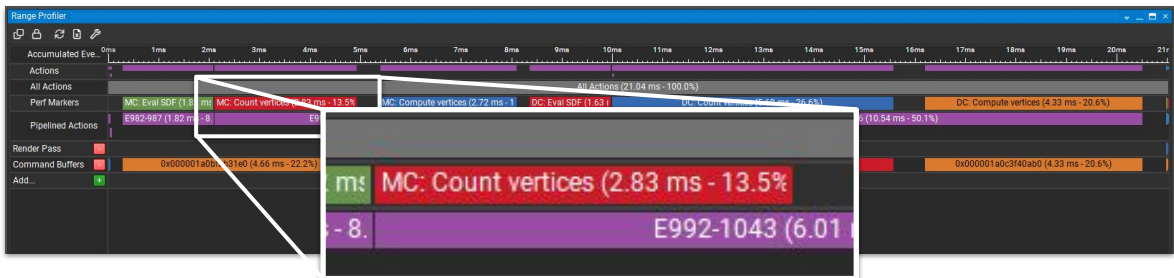 Range Profiler
Accumulated Eve...
0ms 1ms 2ms 3ms 4ms 5ms 6ms 7ms 8ms 9ms 10ms 11ms 12ms 13ms 14ms 15ms 16ms 17ms 18ms 19ms 20ms 21r
Actions
All Actions
All Actions (21.04 ms - 100.0%)
Perf Markers
MC: Eval SDF (1.8 ms MC: Count vertices (2.83 ms - 13.5% MC: Compute vertices (2.72 ms - 1 DC: Eval SDF (1.63 r DC: Count vertices (5.59 ms - 26.6%) DC: Compute vertices (4.33 ms - 20.6%)
Pipelined Actions
E982-987 (1.82 ms - 8. E9 6 (10.54 ms - 50.1%)
Render Pass
Command Buffers
(4.66 ms - 22.2%) 0x000001a0c3f40ab0 (4.33 ms - 20.6%)
Add...
ms MC: Count vertices (2.83 ms - 13.5%
- 8. E992-1043 (6.01